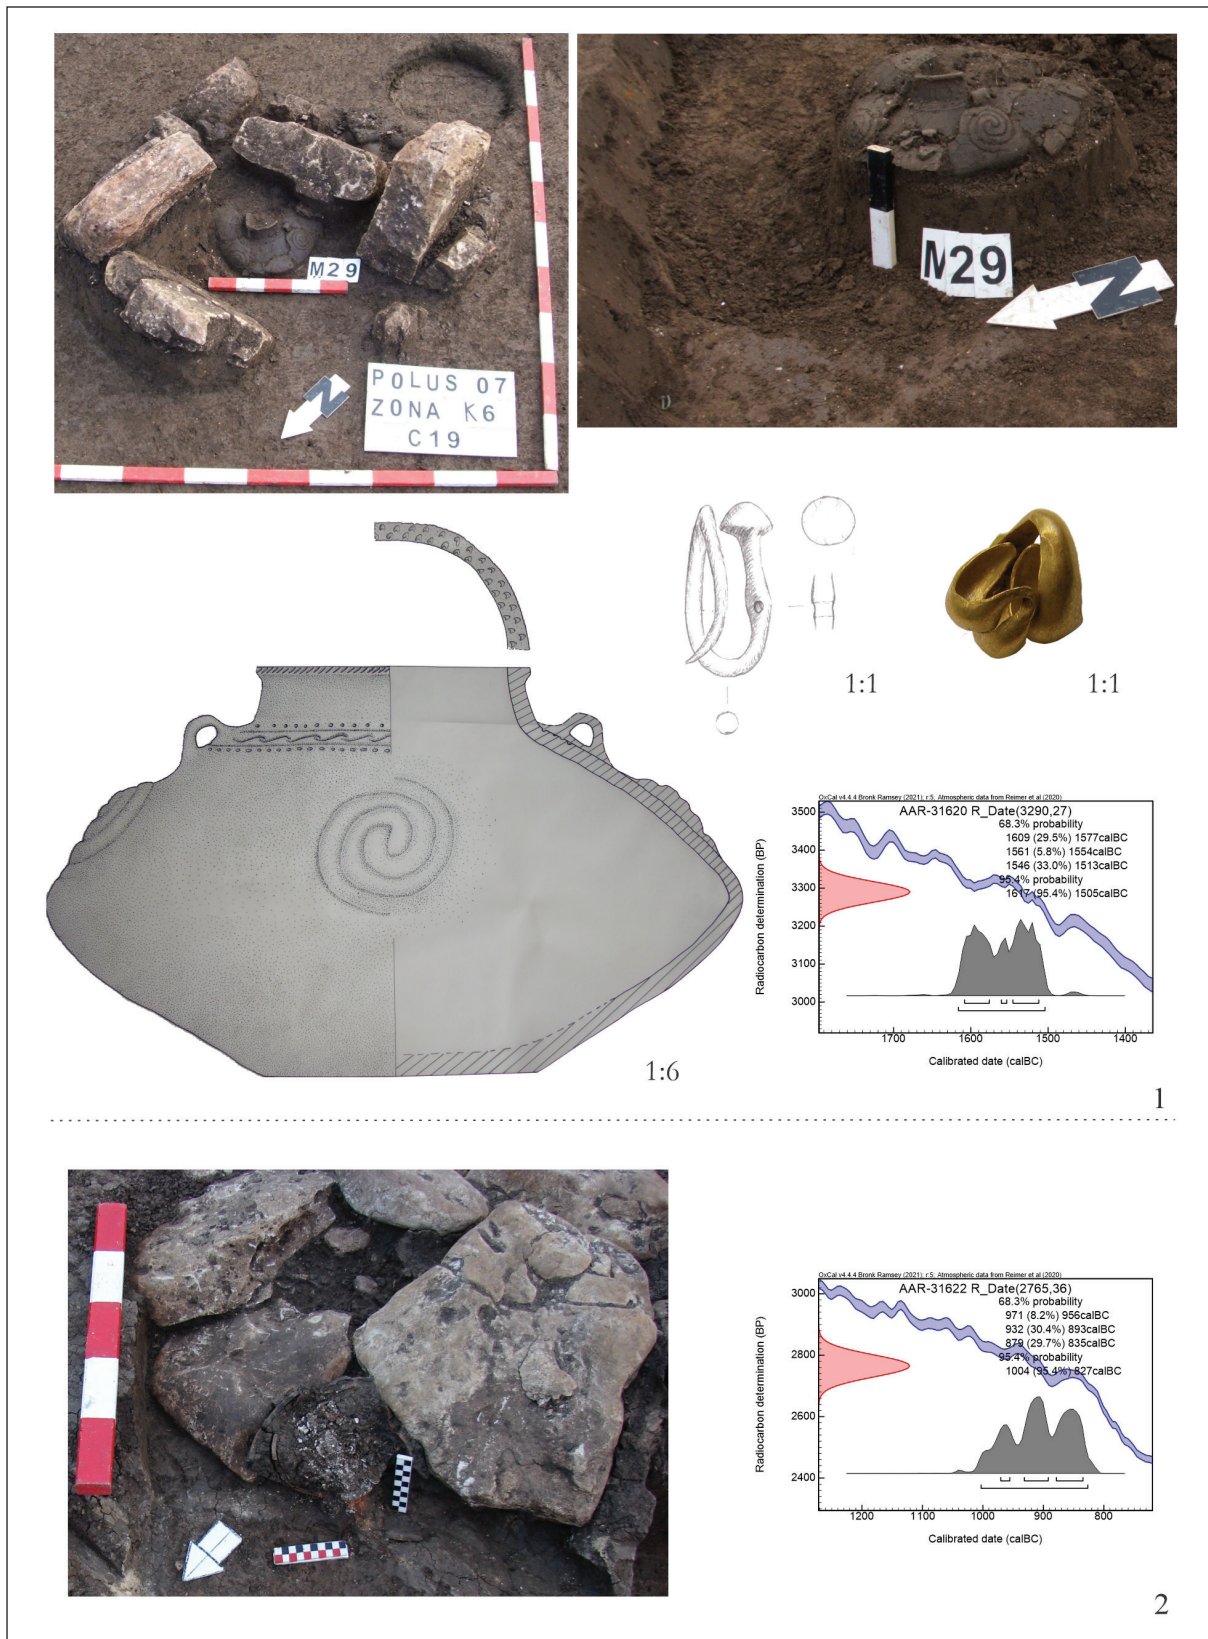 M29
POLUS 07
ZONA K6
C19
N
M29
N
1:1
1:1
1:6
OxCal v4.4.4 Bronk Ramsey (2021); r:5; Atmospheric data from Reimer et al (2020)
AAR-31620 R_Date(3290,27)
68.3% probability
1609 (29.5%) 1577calBC
1561 (5.8%) 1554calBC
1546 (33.0%) 1513calBC
95.4% probability
1617 (95.4%) 1505calBC
Radiocarbon determination (BP)
3500
3400
3300
3200
3100
3000
1700 1600 1500 1400
Calibrated date (calBC)
1
OxCal v4.4.4 Bronk Ramsey (2021); r:5; Atmospheric data from Reimer et al (2020)
AAR-31622 R_Date(2765,36)
68.3% probability
971 (8.2%) 956calBC
932 (30.4%) 893calBC
879 (29.7%) 835calBC
95.4% probability
1004 (95.4%) 827calBC
Radiocarbon determination (BP)
3000
2800
2600
2400
1200 1100 1000 900 800
Calibrated date (calBC)
2